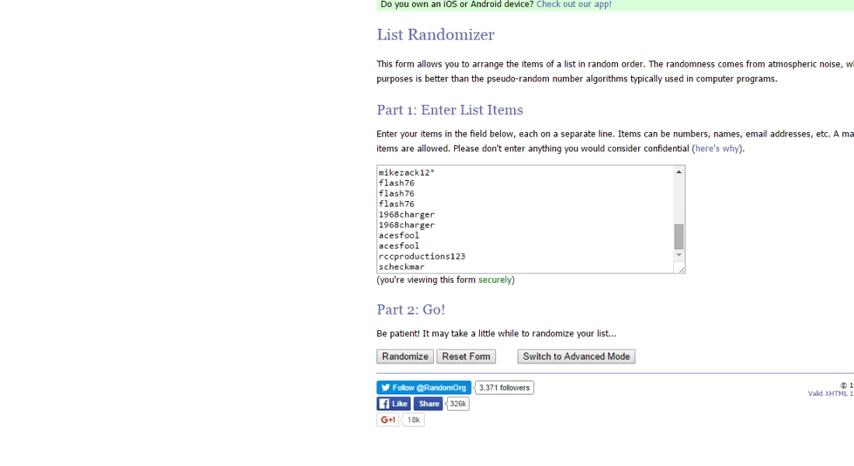 Do you own an iOS or Android device? Check out our app!
List Randomizer
This form allows you to arrange the items of a list in random order. The randomness comes from atmospheric noise,
purposes is better than the pseudo-random number algorithms typically used in computer programs.
Part 1: Enter List Items
Enter your items in the field below, each on a separate line. Items can be numbers, names, email addresses, etc. A
items are allowed. Please don't enter anything you would consider confidential (here's why).
mikezack12*
flash76
flash76
flash76
1968charger
1968charger
acesfool
acesfool
rccproductions123
scheckmar
(you're viewing this form securely)
Part 2: Go!
Be patient! It may take a little while to randomize your list...
Randomize Reset Form Switch to Advanced Mode
Follow @RandomOrg 3,371 followers
© 1
Like Share 326k
Valid XHTML 1
G+1 18k